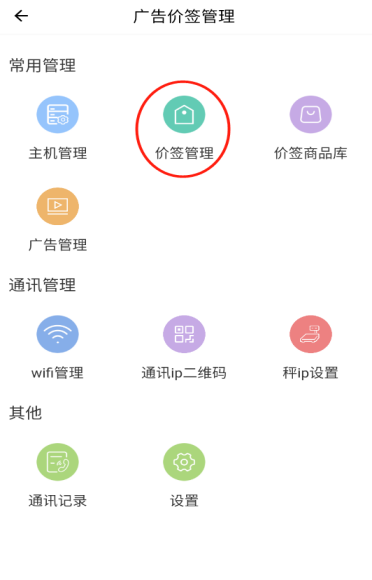 广告价签管理
常用管理
主机管理
价签管理
价签商品库
广告管理
通讯管理
wifi管理
通讯ip二维码
秤ip设置
其他
通讯记录
设置